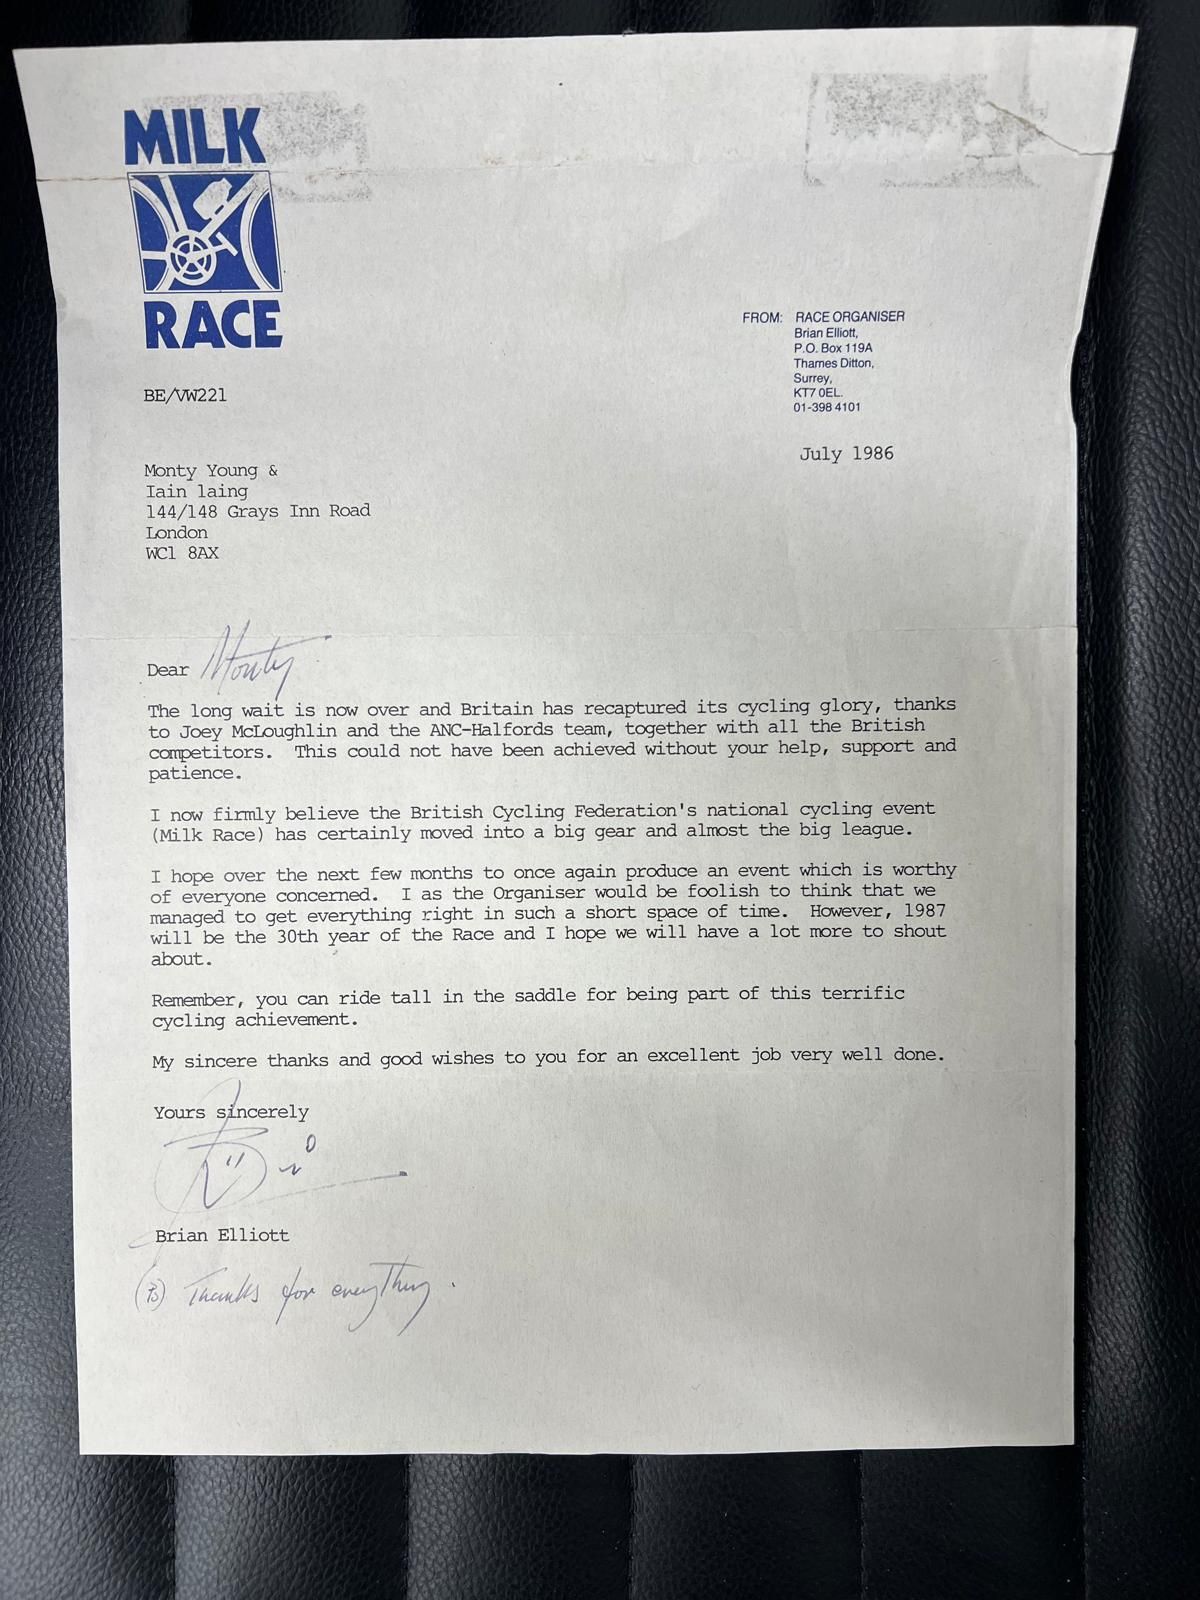 MILK
RACE
FROM: RACE ORGANISER
Brian Elliott,
P.O. Box 119A
Thames Ditton,
Surrey,
KT7 0EL.
01-398 4101
BE/VW221
July 1986
Monty Young &
Iain laing
144/148 Grays Inn Road
London
WC1 8AX
Dear Monty
The long wait is now over and Britain has recaptured its cycling glory, thanks
to Joey McLoughlin and the ANC-Halfords team, together with all the British
competitors. This could not have been achieved without your help, support and
patience.
I now firmly believe the British Cycling Federation's national cycling event
(Milk Race) has certainly moved into a big gear and almost the big league.
I hope over the next few months to once again produce an event which is worthy
of everyone concerned. I as the Organiser would be foolish to think that we
managed to get everything right in such a short space of time. However, 1987
will be the 30th year of the Race and I hope we will have a lot more to shout
about.
Remember, you can ride tall in the saddle for being part of this terrific
cycling achievement.
My sincere thanks and good wishes to you for an excellent job very well done.
Yours sincerely
Brian Elliott
(PS) Thanks for everything.